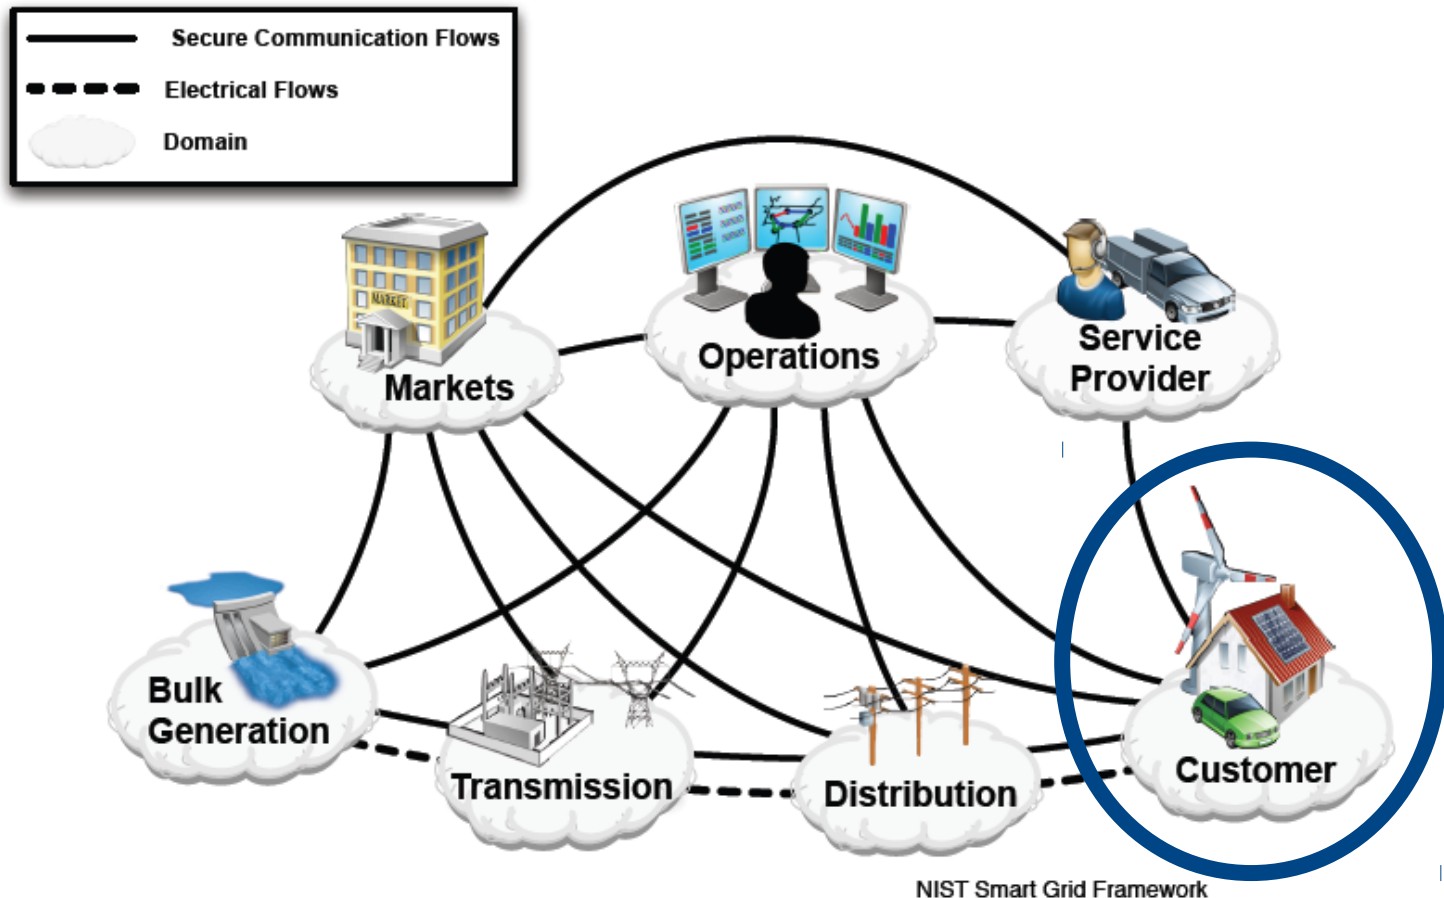 Secure Communication Flows
Electrical Flows
Domain
MARKET
Markets
Operations
Service
Provider
Bulk
Generation
Transmission
Distribution
Customer
NIST Smart Grid Framework